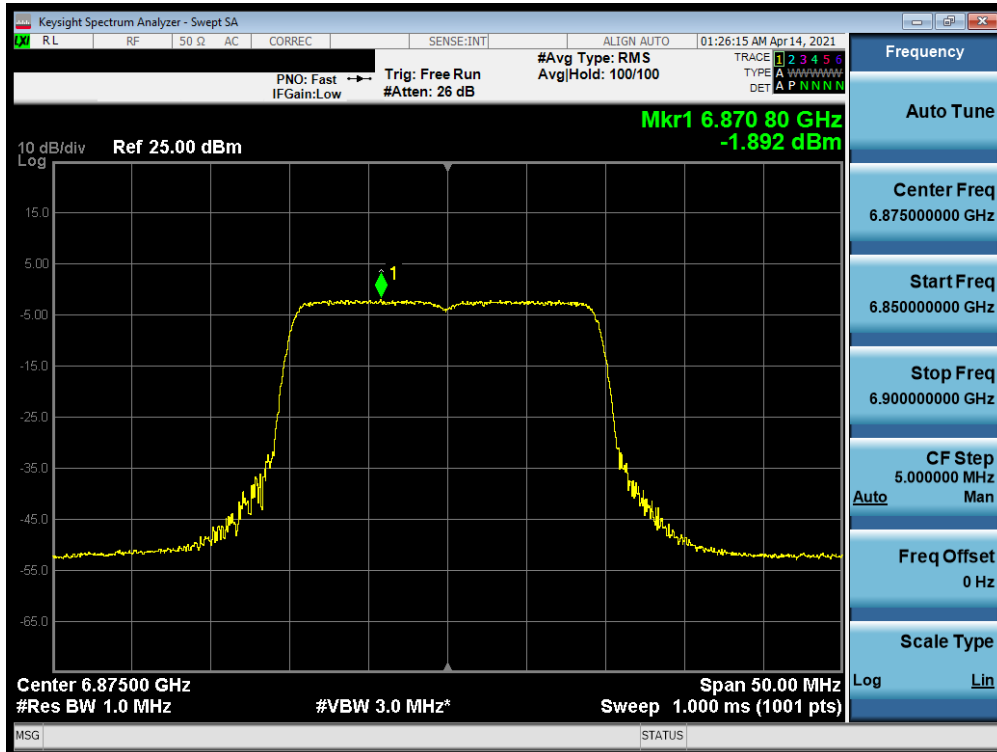 Keysight Spectrum Analyzer - Swept SA
LXI RL RF 50 Ω AC CORREC SENSE:INT ALIGN AUTO 01:26:15 AM Apr 14, 2021
PNO: Fast
IFGain:Low
Trig: Free Run
#Atten: 26 dB
#Avg Type: RMS
Avg|Hold: 100/100
TRACE 1 2 3 4 5 6
TYPE A WWWWW
DET A P N N N N
Mkr1 6.870 80 GHz
-1.892 dBm
10 dB/div Ref 25.00 dBm
Log
15.0
5.00
-5.00
-15.0
-25.0
-35.0
-45.0
-55.0
-65.0
1
Center 6.87500 GHz Span 50.00 MHz
#Res BW 1.0 MHz #VBW 3.0 MHz* Sweep 1.000 ms (1001 pts)
MSG STATUS
Frequency
Auto Tune
Center Freq
6.875000000 GHz
Start Freq
6.850000000 GHz
Stop Freq
6.900000000 GHz
CF Step
5.000000 MHz
Auto Man
Freq Offset
0 Hz
Scale Type
Log Lin